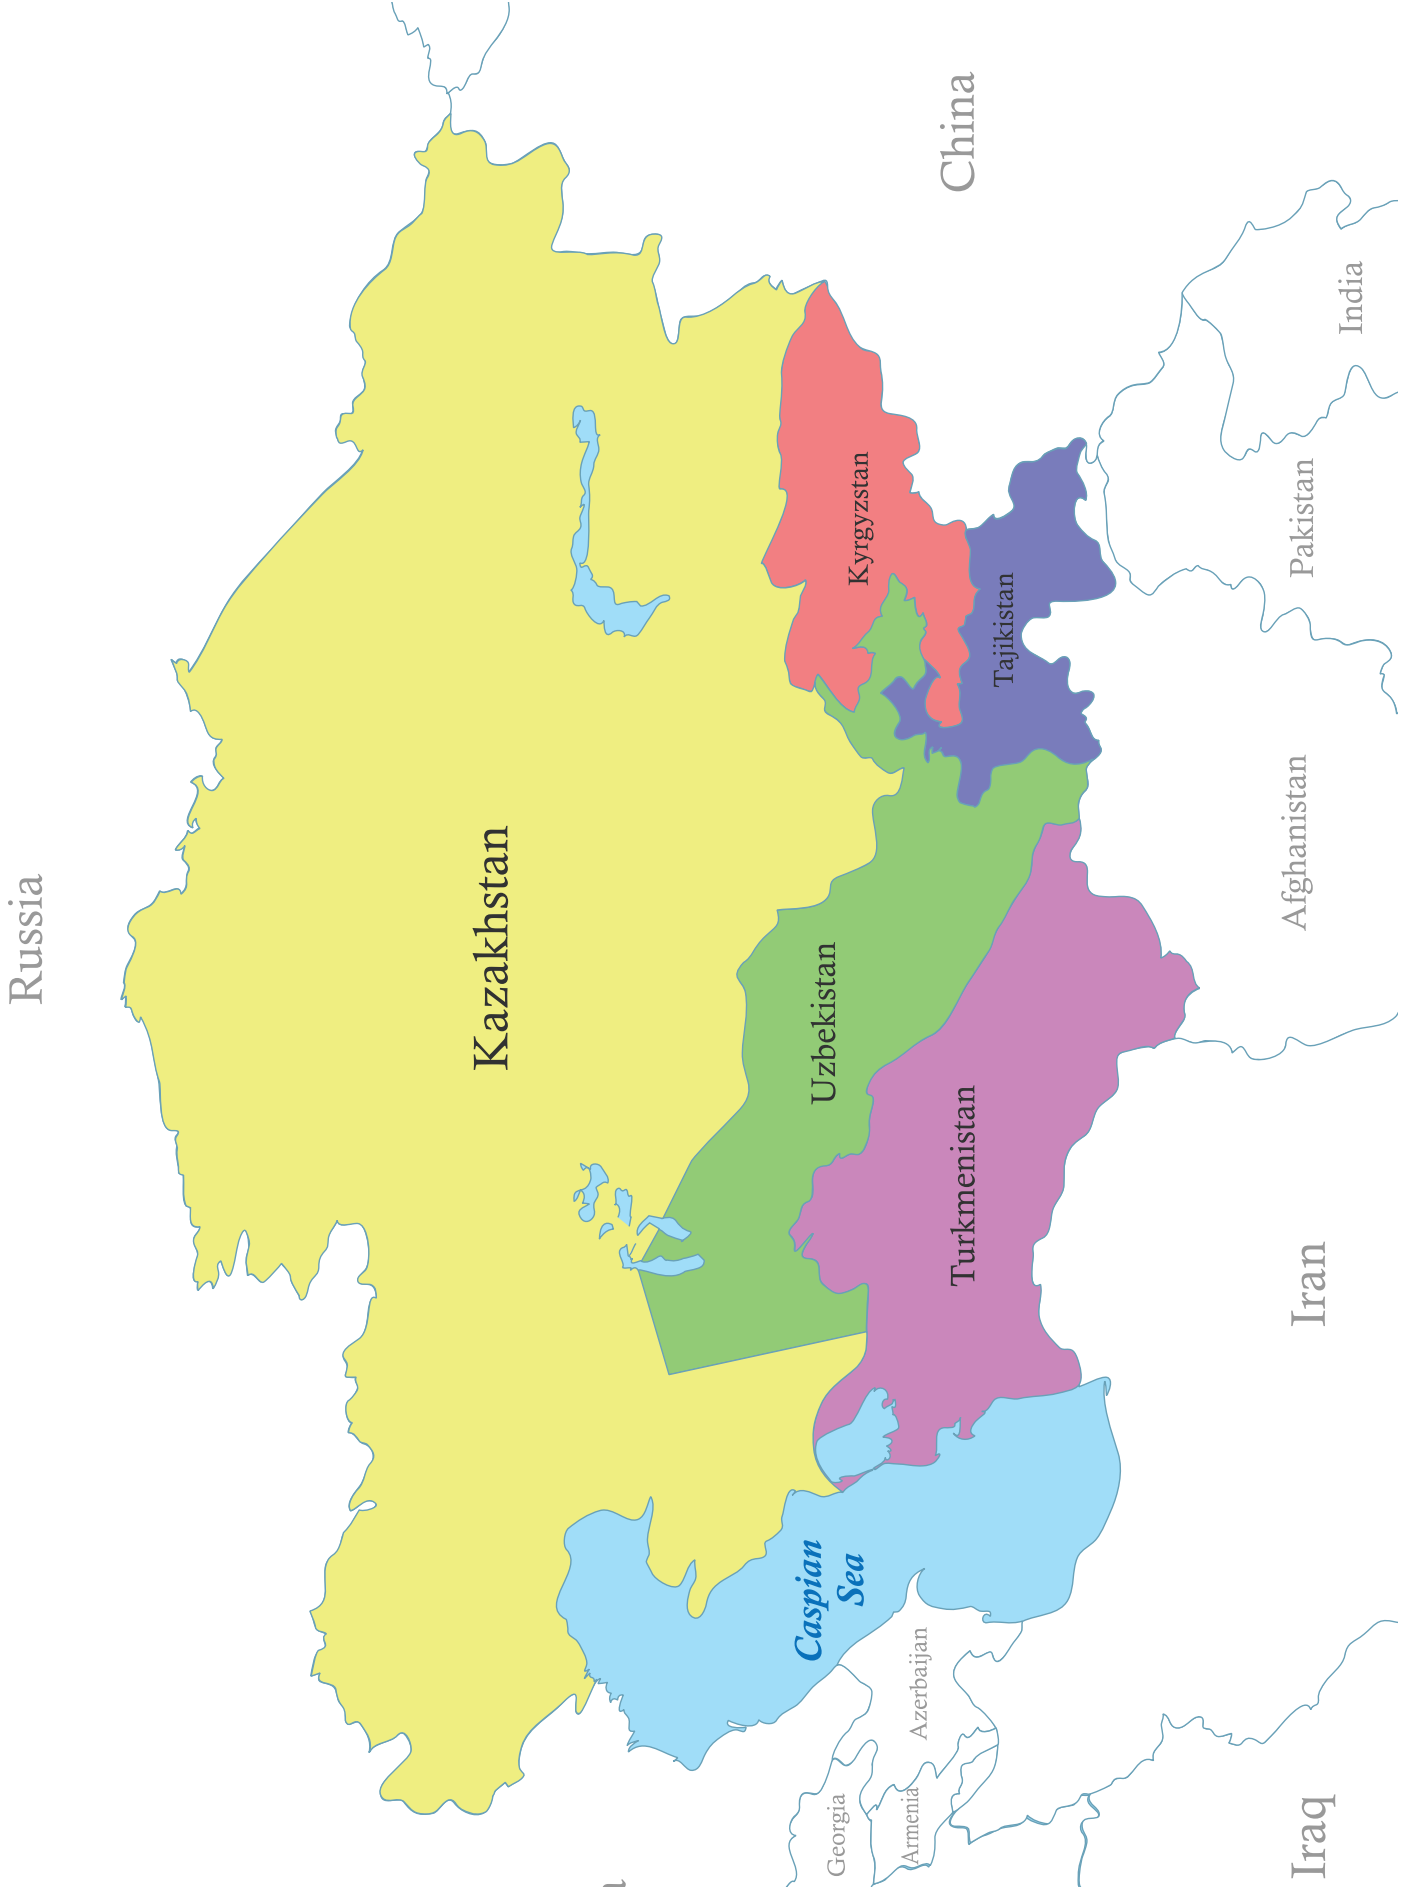 Russia
Kazakhstan
China
Kyrgyzstan
Uzbekistan
Tajikistan
Turkmenistan
Caspian
Sea
Georgia
Azerbaijan
Armenia
India
Pakistan
Afghanistan
Iran
Iraq